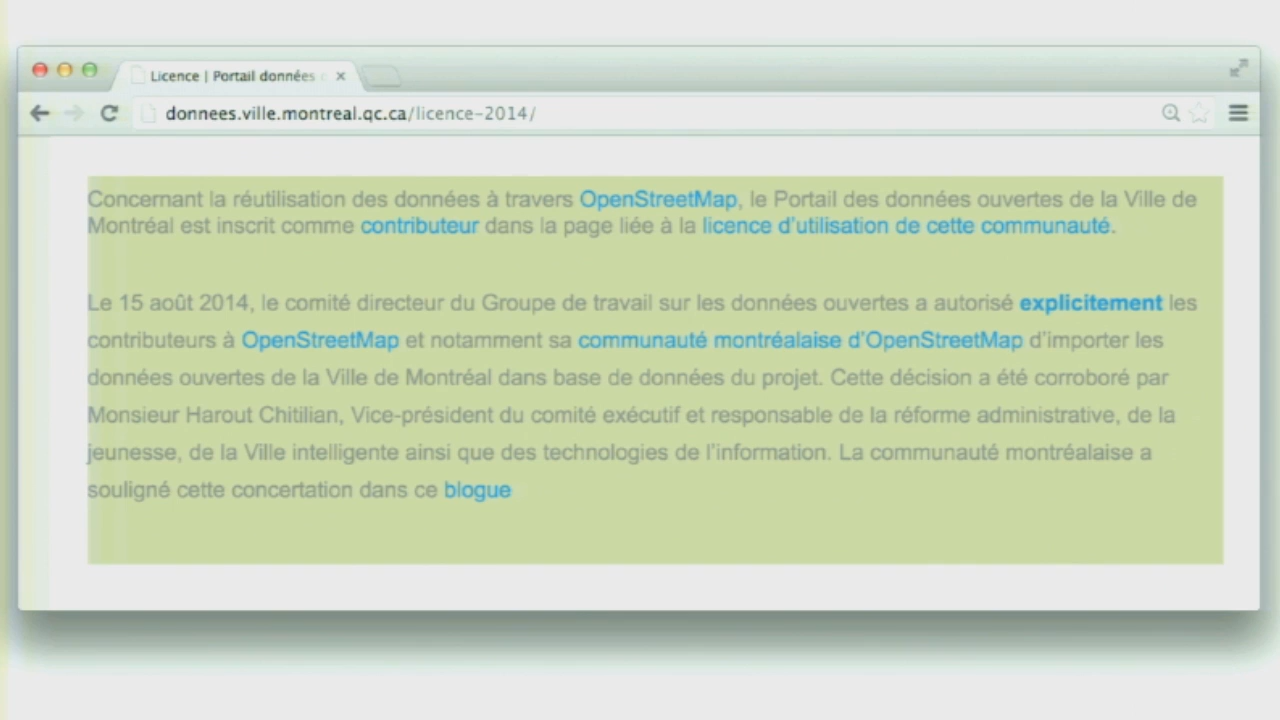 Licence | Portail données
donnees.ville.montreal.qc.ca/licence-2014/
Concernant la réutilisation des données à travers OpenStreetMap, le Portail des données ouvertes de la Ville de
Montréal est inscrit comme contributeur dans la page liée à la licence d'utilisation de cette communauté.
Le 15 août 2014, le comité directeur du Groupe de travail sur les données ouvertes a autorisé explicitement les
contributeurs à OpenStreetMap et notamment sa communauté montréalaise d'OpenStreetMap d'importer les
données ouvertes de la Ville de Montréal dans base de données du projet. Cette décision a été corroboré par
Monsieur Harout Chitilian, Vice-président du comité exécutif et responsable de la réforme administrative, de la
jeunesse, de la Ville intelligente ainsi que des technologies de l'information. La communauté montréalaise a
souligné cette concertation dans ce blogue